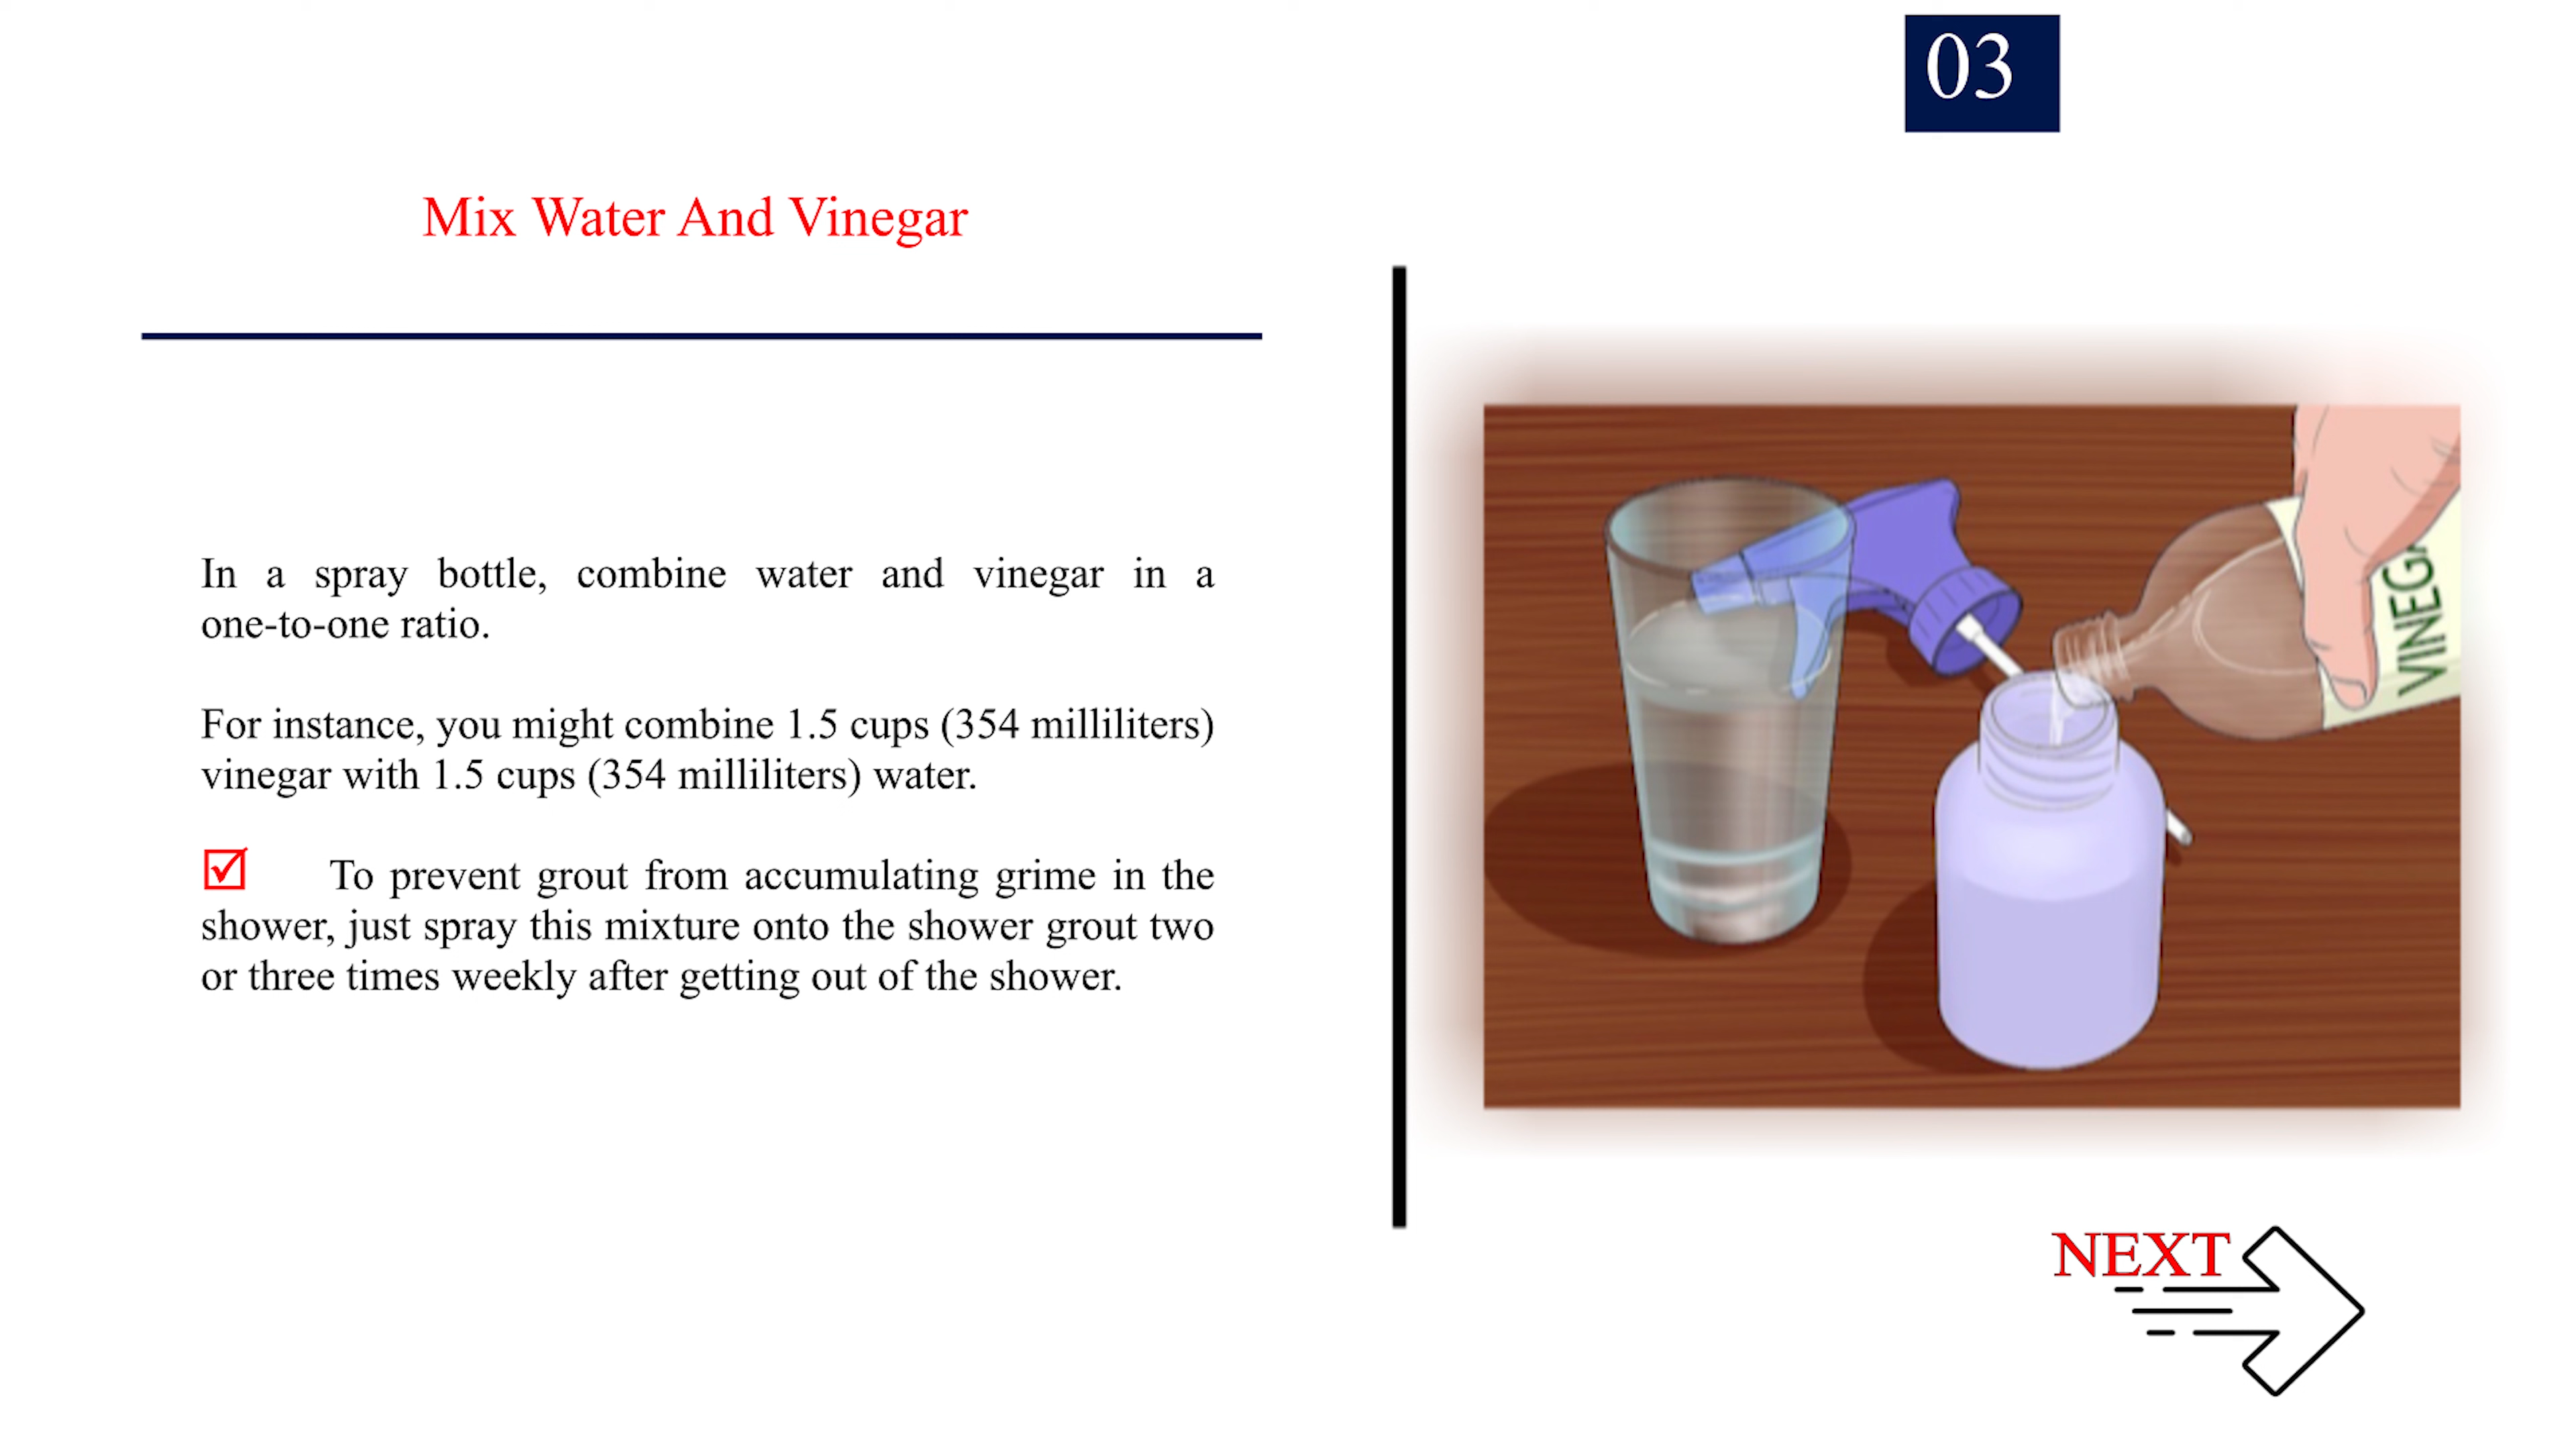 03
Mix Water And Vinegar
In a spray bottle, combine water and vinegar in a
one-to-one ratio.
For instance, you might combine 1.5 cups (354 milliliters)
vinegar with 1.5 cups (354 milliliters) water.
☑ To prevent grout from accumulating grime in the
shower, just spray this mixture onto the shower grout two
or three times weekly after getting out of the shower.
VINEGA
NEXT